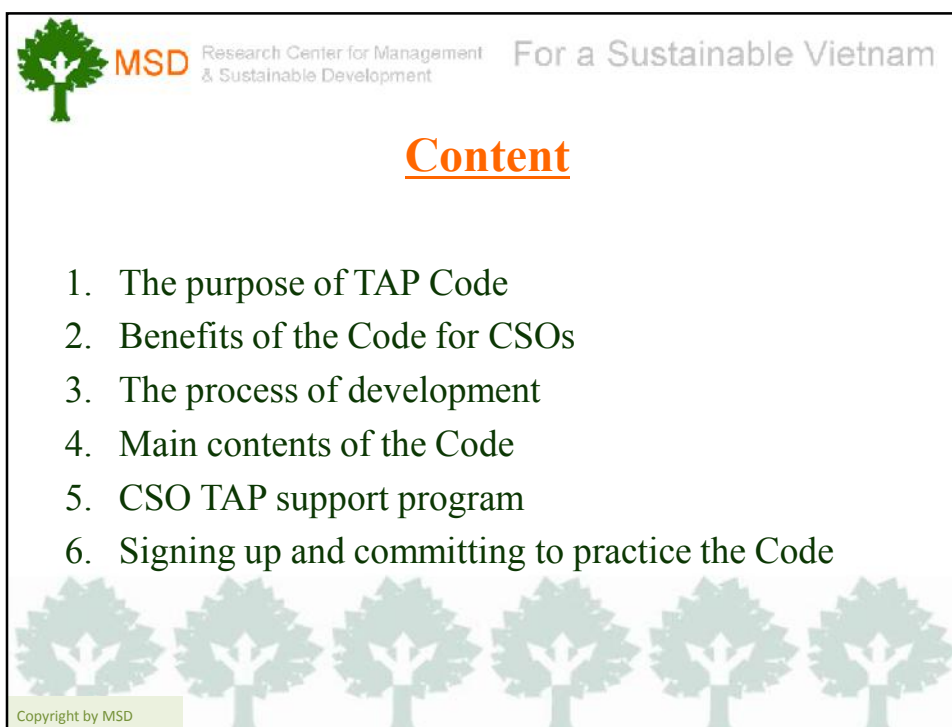 MSD Research Center for Management & Sustainable Development
For a Sustainable Vietnam
Content
1. The purpose of TAP Code
2. Benefits of the Code for CSOs
3. The process of development
4. Main contents of the Code
5. CSO TAP support program
6. Signing up and committing to practice the Code
Copyright by MSD